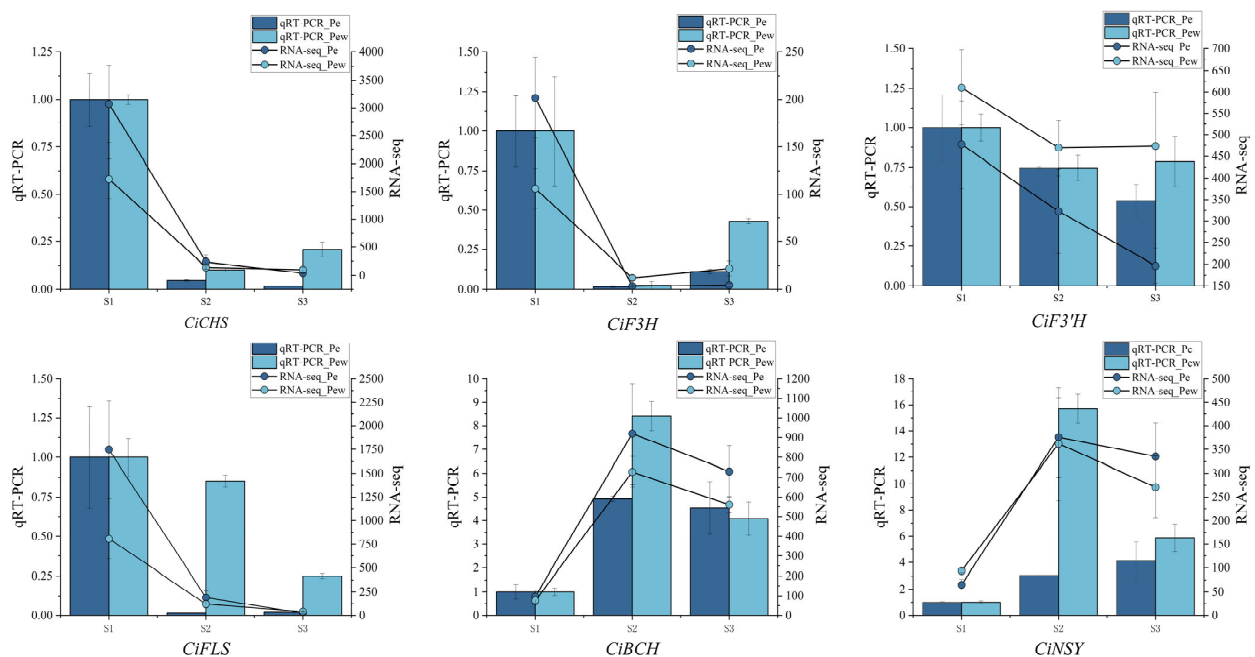 qRT-PCR_Pe
qRT-PCR_Pew
RNA-seq_Pe
RNA-seq_Pew
1.25
1.00
0.75
0.50
0.25
0.00
qRT-PCR
4000
3500
3000
2500
2000
1500
1000
500
0
RNA-seq
S1 S2 S3
CiCHS
qRT-PCR_Pe
qRT-PCR_Pew
RNA-seq_Pe
RNA-seq_Pew
1.50
1.25
1.00
0.75
0.50
0.25
0.00
qRT-PCR
250
200
150
100
50
0
RNA-seq
S1 S2 S3
CiF3H
qRT-PCR_Pe
qRT-PCR_Pew
RNA-seq_Pe
RNA-seq_Pew
1.50
1.25
1.00
0.75
0.50
0.25
0.00
qRT-PCR
700
650
600
550
500
450
400
350
300
250
200
150
RNA-seq
S1 S2 S3
CiF3'H
qRT-PCR_Pe
qRT-PCR_Pew
RNA-seq_Pe
RNA-seq_Pew
1.50
1.25
1.00
0.75
0.50
0.25
0.00
qRT-PCR
2500
2250
2000
1750
1500
1250
1000
750
500
250
0
RNA-seq
S1 S2 S3
CiFLS
qRT-PCR_Pe
qRT-PCR_Pew
RNA-seq_Pe
RNA-seq_Pew
10
9
8
7
6
5
4
3
2
1
0
qRT-PCR
1200
1100
1000
900
800
700
600
500
400
300
200
100
0
RNA-seq
S1 S2 S3
CiBCH
qRT-PCR_Pe
qRT-PCR_Pew
RNA-seq_Pe
RNA-seq_Pew
18
16
14
12
10
8
6
4
2
0
qRT-PCR
500
450
400
350
300
250
200
150
100
50
0
RNA-seq
S1 S2 S3
CiNSY